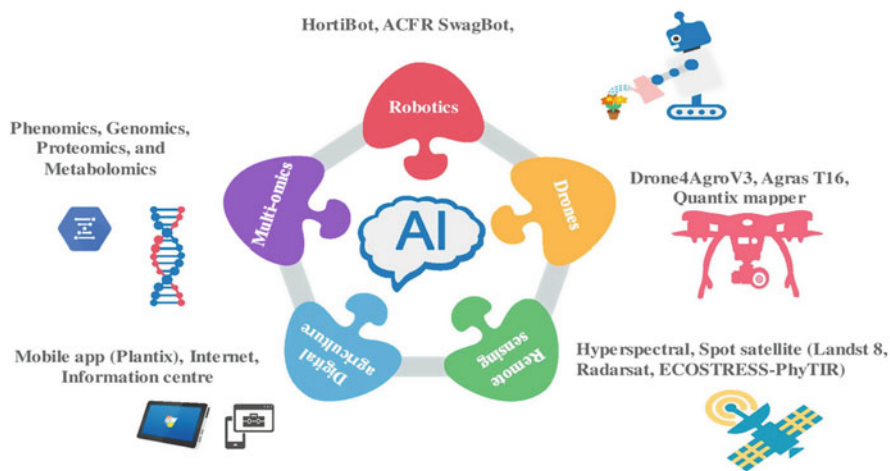 HortiBot, ACFR SwagBot,
Robotics
Phenomics, Genomics,
Proteomics, and
Metabolomics
Multi-omics
AI
Drones
Drone4AgroV3, Agras T16,
Quantix mapper
Digital
agriculture
Remote
sensing
Mobile app (Plantix), Internet,
Information centre
Hyperspectral, Spot satellite (Landst 8,
Radarsat, ECOSTRESS-PhyTIR)